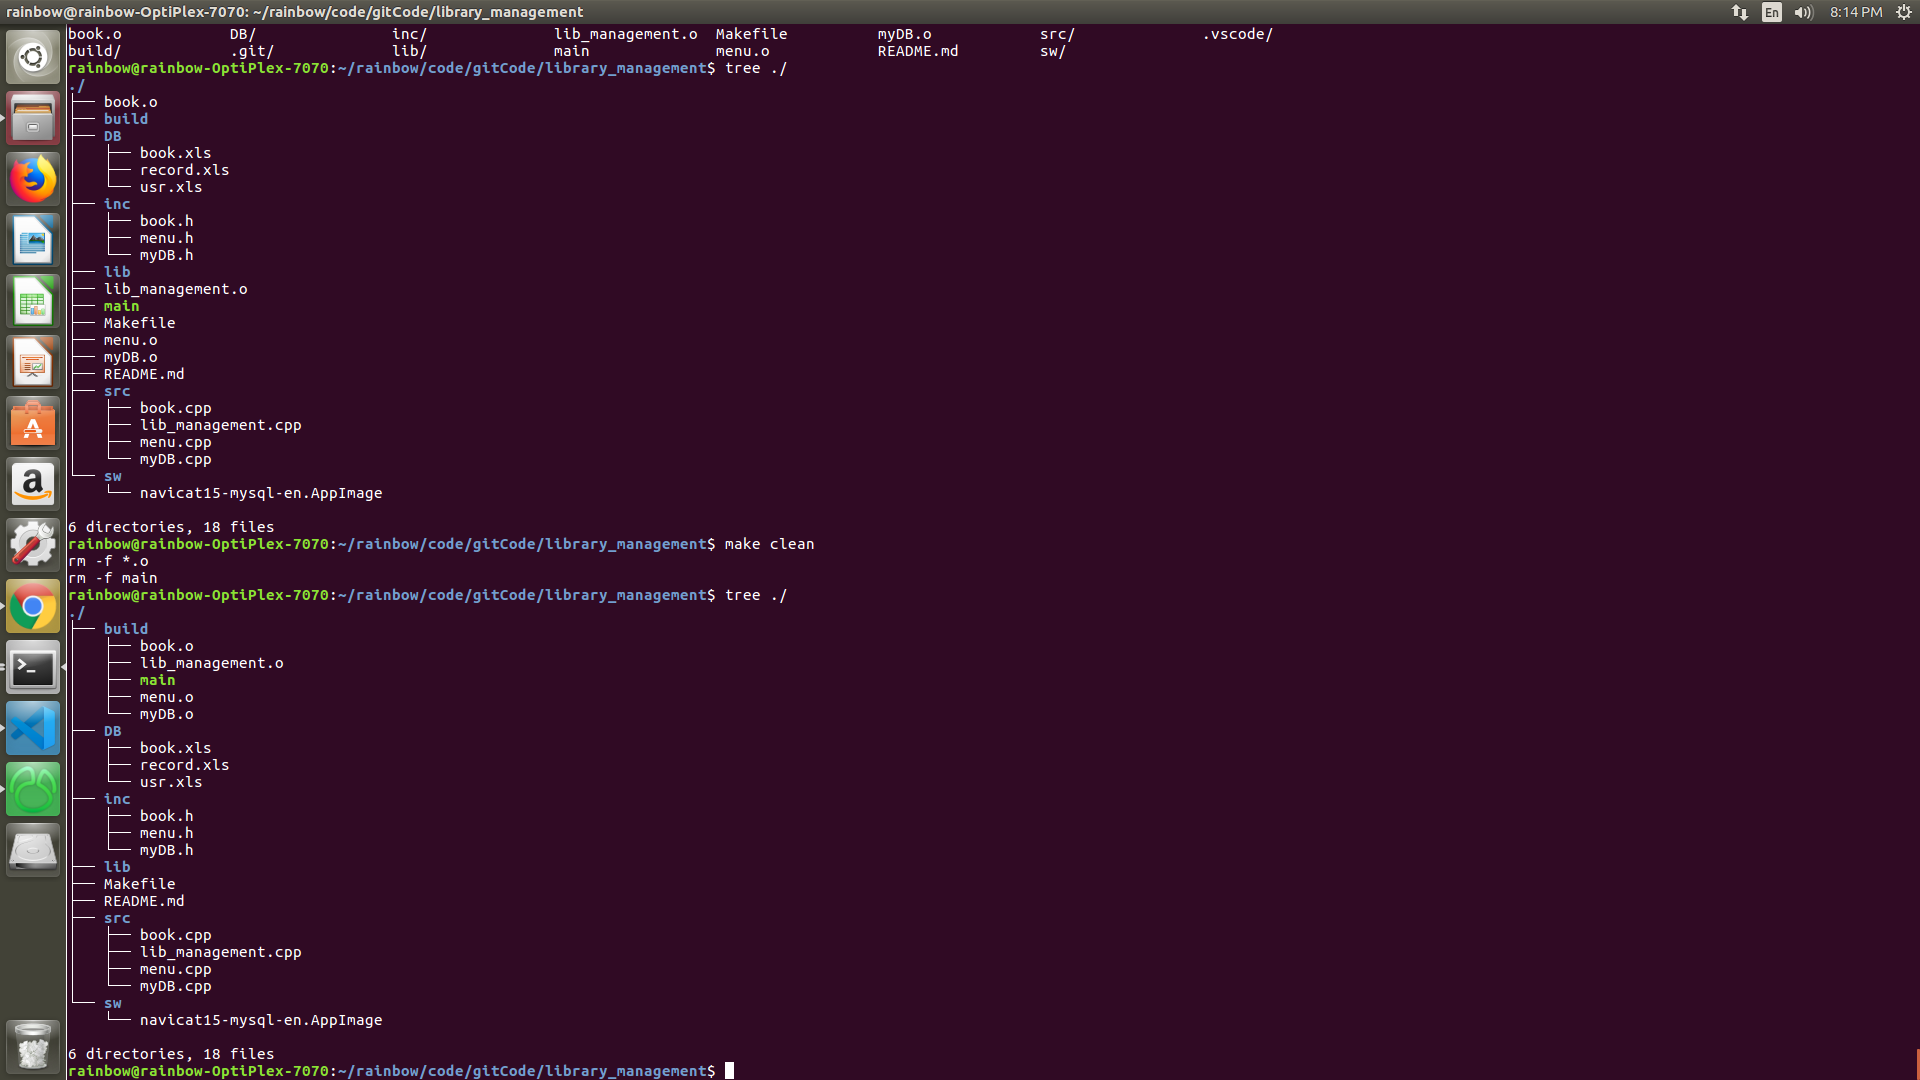 rainbow@rainbow-OptiPlex-7070: ~/rainbow/code/gitCode/library_management En 8:14 PM
book.o DB/ inc/ lib_management.o Makefile myDB.o src/ .vscode/
build/ .git/ lib/ main menu.o README.md sw/
rainbow@rainbow-OptiPlex-7070:~/rainbow/code/gitCode/library_management$ tree ./
./
├── book.o
├── build
├── DB
│   ├── book.xls
│   ├── record.xls
│   └── usr.xls
├── inc
│   ├── book.h
│   ├── menu.h
│   └── myDB.h
├── lib
├── lib_management.o
├── main
├── Makefile
├── menu.o
├── myDB.o
├── README.md
├── src
│   ├── book.cpp
│   ├── lib_management.cpp
│   ├── menu.cpp
│   └── myDB.cpp
└── sw
    └── navicat15-mysql-en.AppImage
6 directories, 18 files
rainbow@rainbow-OptiPlex-7070:~/rainbow/code/gitCode/library_management$ make clean
rm -f *.o
rm -f main
rainbow@rainbow-OptiPlex-7070:~/rainbow/code/gitCode/library_management$ tree ./
./
├── build
│   ├── book.o
│   ├── lib_management.o
│   ├── main
│   ├── menu.o
│   └── myDB.o
├── DB
│   ├── book.xls
│   ├── record.xls
│   └── usr.xls
├── inc
│   ├── book.h
│   ├── menu.h
│   └── myDB.h
├── lib
├── Makefile
├── README.md
├── src
│   ├── book.cpp
│   ├── lib_management.cpp
│   ├── menu.cpp
│   └── myDB.cpp
└── sw
    └── navicat15-mysql-en.AppImage
6 directories, 18 files
rainbow@rainbow-OptiPlex-7070:~/rainbow/code/gitCode/library_management$